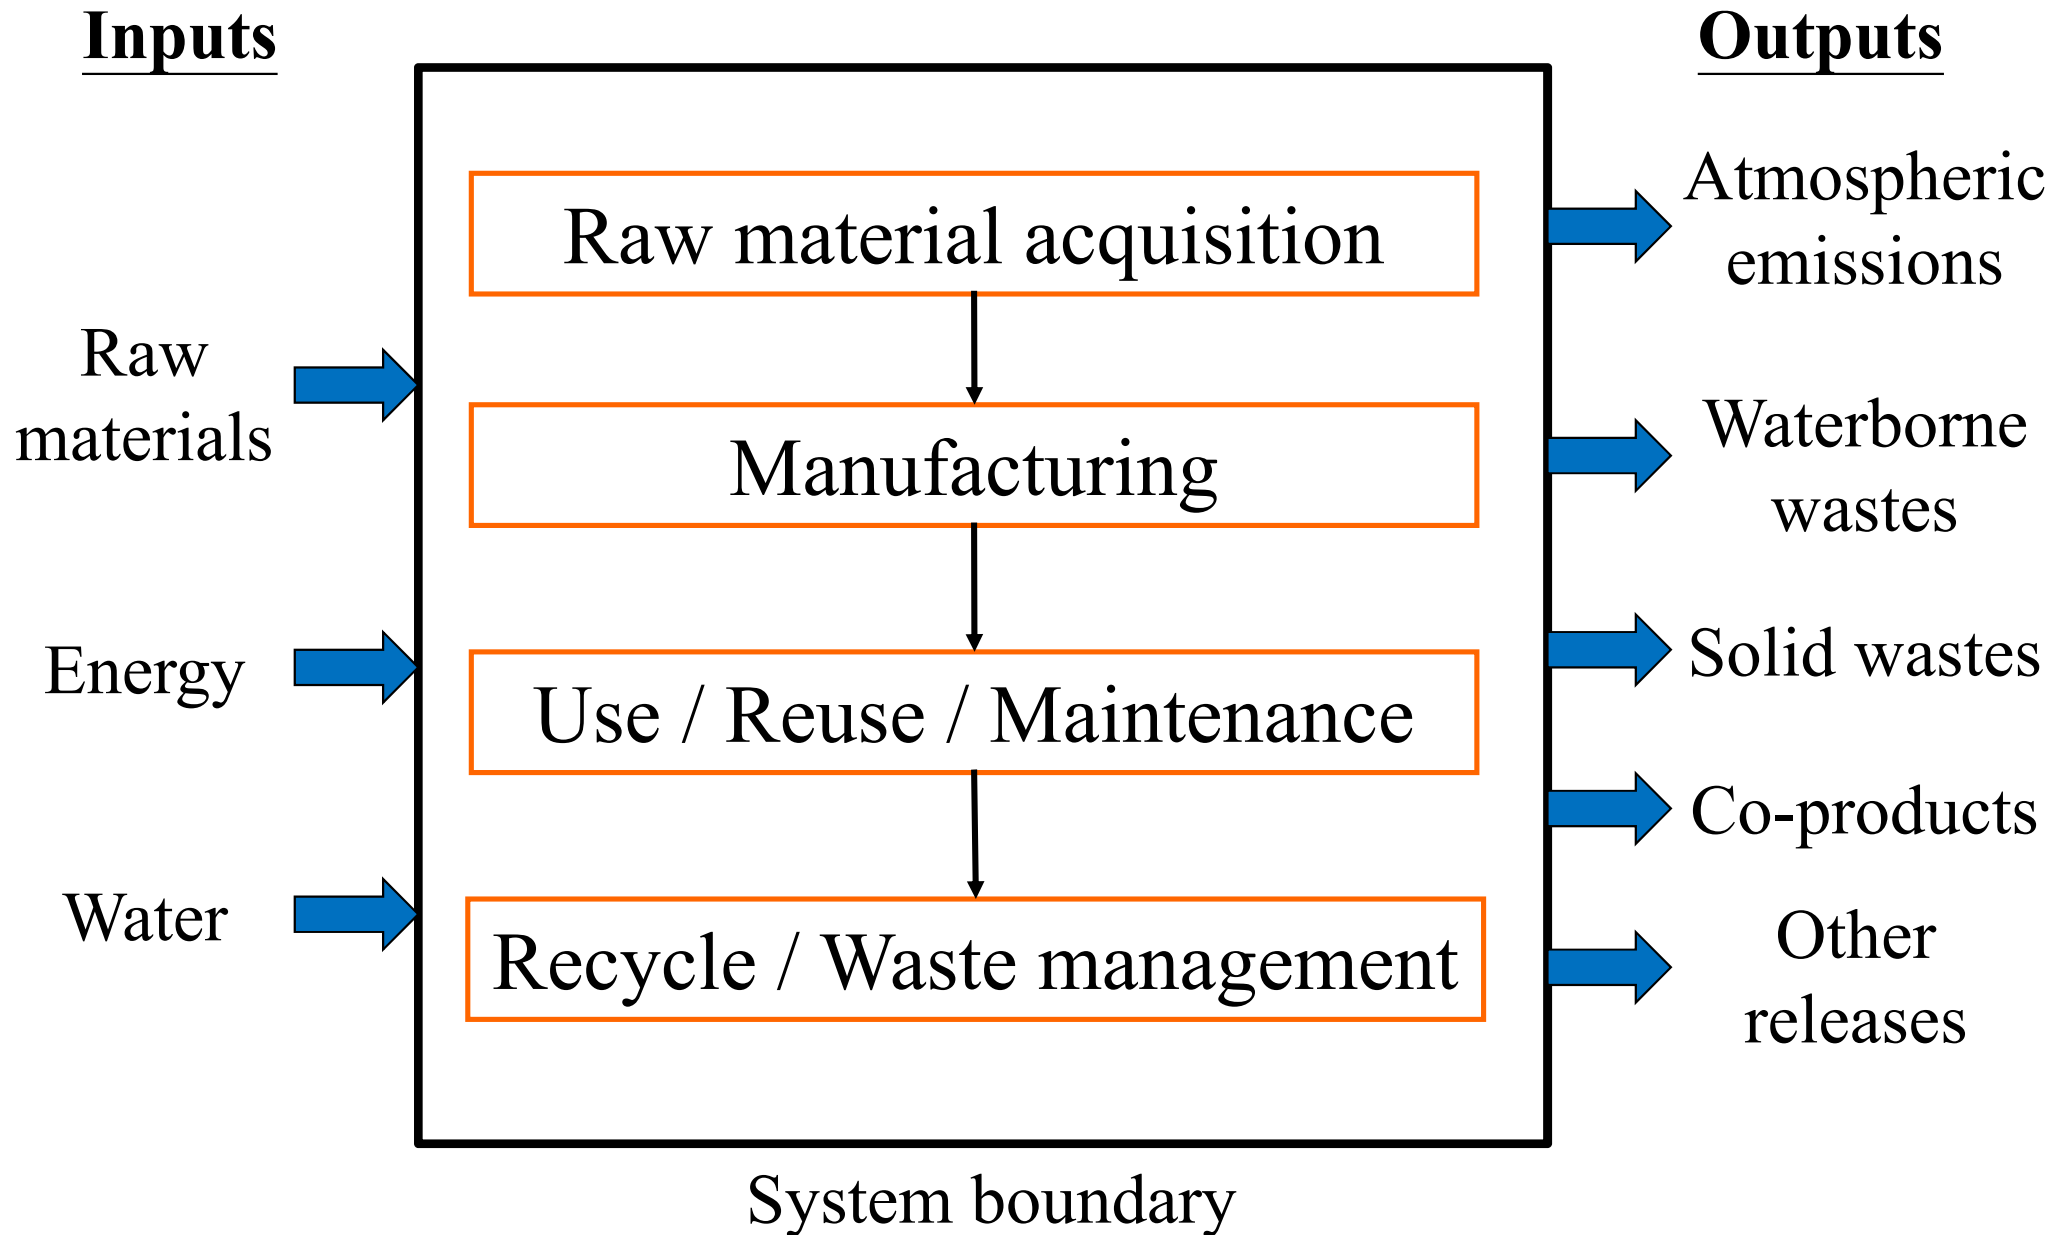 Inputs
Outputs
Raw
materials
Energy
Water
Raw material acquisition
Manufacturing
Use / Reuse / Maintenance
Recycle / Waste management
Atmospheric
emissions
Waterborne
wastes
Solid wastes
Co-products
Other
releases
System boundary